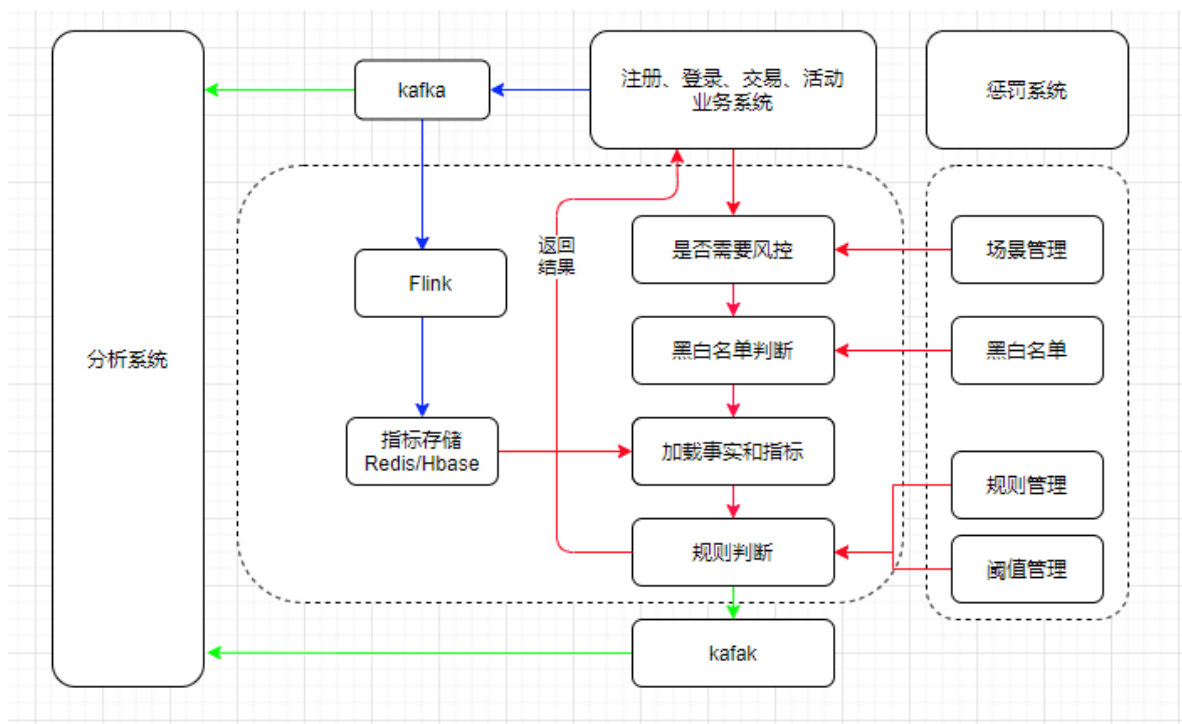 注册、登录、交易、活动
业务系统
惩罚系统
kafka
返回
结果
是否需要风控
场景管理
Flink
黑白名单判断
黑白名单
分析系统
指标存储
Redis/Hbase
加载事实和指标
规则管理
规则判断
阈值管理
kafak